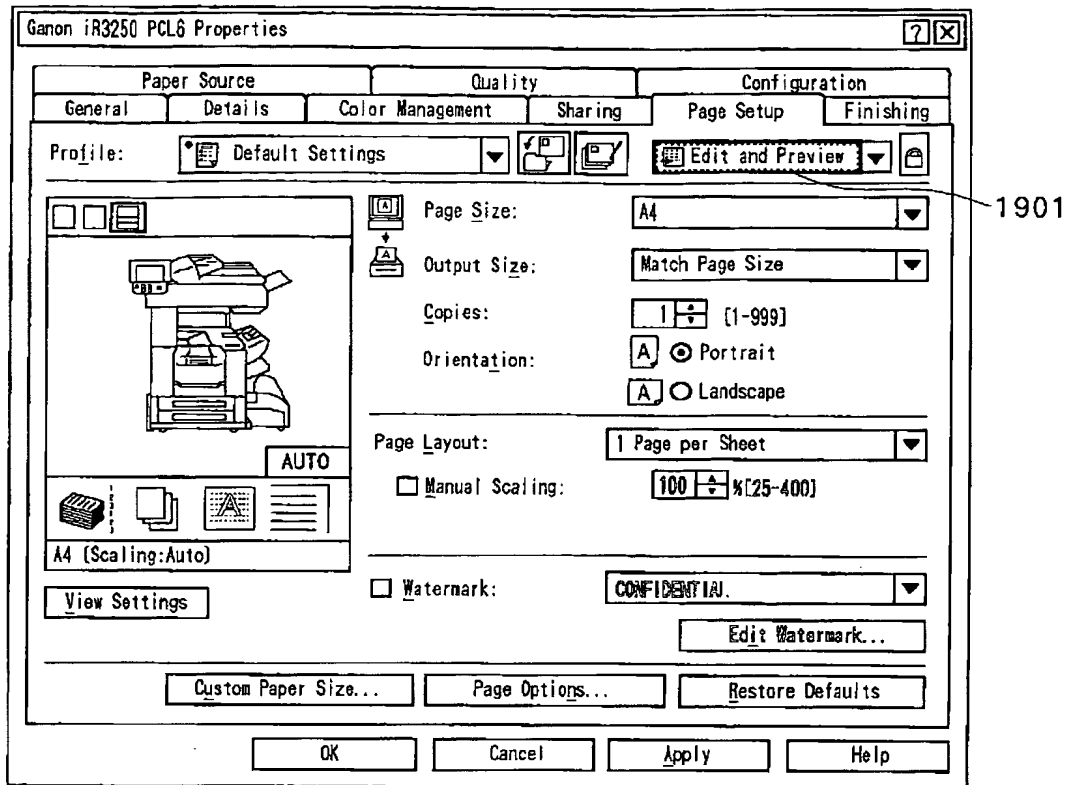 Ganon iR3250 PCL6 Properties ? X
Paper Source Quality Configuration
General Details Color Management Sharing Page Setup Finishing
Profile: Default Settings Edit and Preview
1901
Page Size: A4
Output Size: Match Page Size
Copies: 1 [1-999]
Orientation: A Portrait
A Landscape
Page Layout: 1 Page per Sheet
AUTO
Manual Scaling: 100 %[25-400]
A
A4 (Scaling:Auto)
Watermark: CONFIDENTIAL
View Settings
Edit Watermark...
Custom Paper Size... Page Options... Restore Defaults
OK Cancel Apply Help